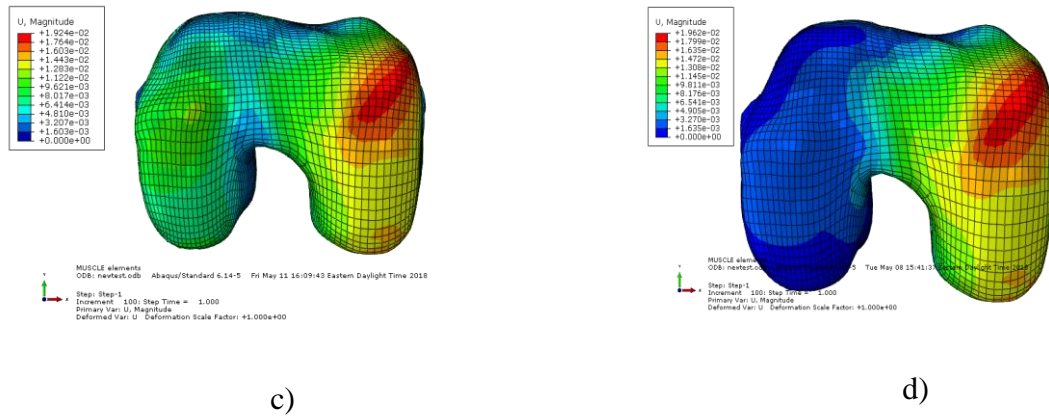 U, Magnitude
+1.924e-02
+1.764e-02
+1.603e-02
+1.443e-02
+1.283e-02
+1.122e-02
+9.621e-03
+8.017e-03
+6.414e-03
+4.810e-03
+3.207e-03
+1.603e-03
+0.000e+00
MUSCLE elements
ODB: newtest.odb Abaqus/Standard 6.14-5 Fri May 11 16:09:43 Eastern Daylight Time 2018
Step: Step-1
Increment 100: Step Time = 1.000
Primary Var: U, Magnitude
Deformed Var: U Deformation Scale Factor: +1.000e+00
Y
X
c)
U, Magnitude
+1.962e-02
+1.799e-02
+1.635e-02
+1.472e-02
+1.308e-02
+1.145e-02
+9.811e-03
+8.176e-03
+6.541e-03
+4.905e-03
+3.270e-03
+1.635e-03
+0.000e+00
MUSCLE
ODB: newtest.odb Tue May 08 15:41:37 Eastern Daylight Time
Step: Step-1
Increment 100: Step Time = 1.000
Primary Var: U, Magnitude
Deformed Var: U Deformation Scale Factor: +1.000e+00
d)